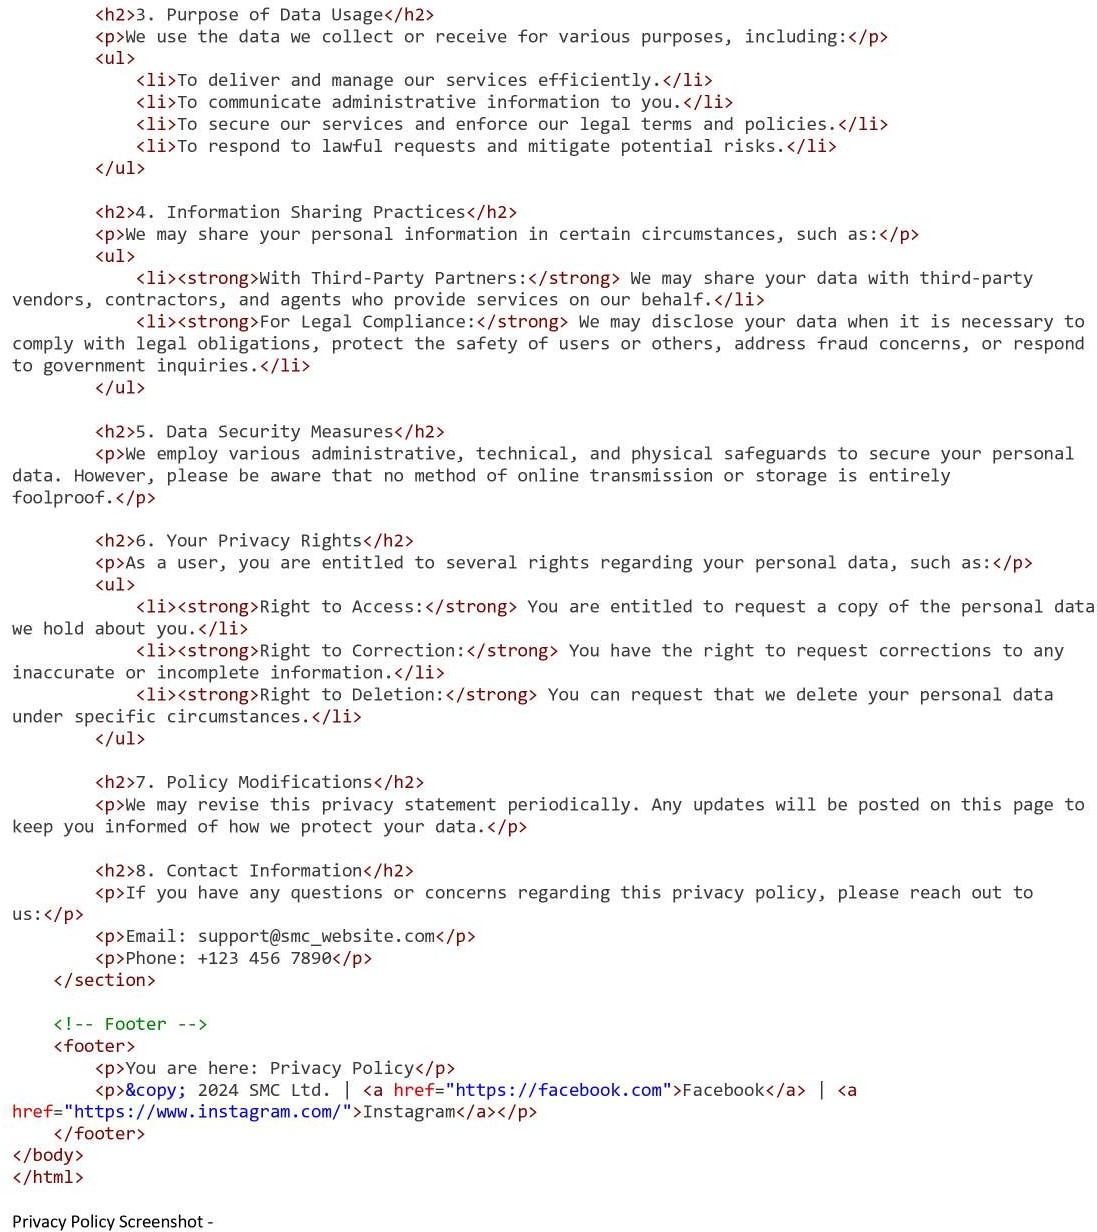 <h2>3. Purpose of Data Usage</h2>
<p>We use the data we collect or receive for various purposes, including:</p>
<ul>
<li>To deliver and manage our services efficiently.</li>
<li>To communicate administrative information to you.</li>
<li>To secure our services and enforce our legal terms and policies.</li>
<li>To respond to lawful requests and mitigate potential risks.</li>
</ul>
<h2>4. Information Sharing Practices</h2>
<p>We may share your personal information in certain circumstances, such as:</p>
<ul>
<li><strong>With Third-Party Partners:</strong> We may share your data with third-party
vendors, contractors, and agents who provide services on our behalf.</li>
<li><strong>For Legal Compliance:</strong> We may disclose your data when it is necessary to
comply with legal obligations, protect the safety of users or others, address fraud concerns, or respond
to government inquiries.</li>
</ul>
<h2>5. Data Security Measures</h2>
<p>We employ various administrative, technical, and physical safeguards to secure your personal
data. However, please be aware that no method of online transmission or storage is entirely
foolproof.</p>
<h2>6. Your Privacy Rights</h2>
<p>As a user, you are entitled to several rights regarding your personal data, such as:</p>
<ul>
<li><strong>Right to Access:</strong> You are entitled to request a copy of the personal data
we hold about you.</li>
<li><strong>Right to Correction:</strong> You have the right to request corrections to any
inaccurate or incomplete information.</li>
<li><strong>Right to Deletion:</strong> You can request that we delete your personal data
under specific circumstances.</li>
</ul>
<h2>7. Policy Modifications</h2>
<p>We may revise this privacy statement periodically. Any updates will be posted on this page to
keep you informed of how we protect your data.</p>
<h2>8. Contact Information</h2>
<p>If you have any questions or concerns regarding this privacy policy, please reach out to
us:</p>
<p>Email: support@smc_website.com</p>
<p>Phone: +123 456 7890</p>
</section>
<!-- Footer -->
<footer>
<p>You are here: Privacy Policy</p>
<p>&copy; 2024 SMC Ltd. | <a href="https://facebook.com">Facebook</a> | <a
href="https://www.instagram.com/">Instagram</a></p>
</footer>
</body>
</html>
Privacy Policy Screenshot -